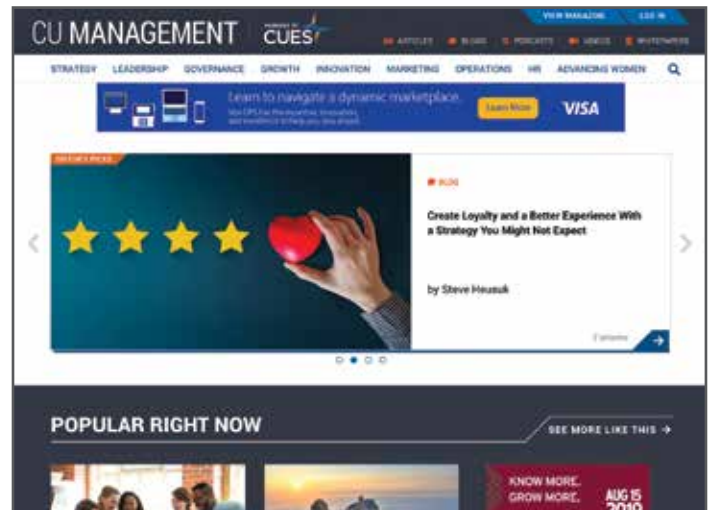 VIEW MAGAZINE LOG IN
CU MANAGEMENT
POWERED BY
CUES
ARTICLES BLOGS PODCASTS VIDEOS WHITEPAPERS
STRATEGY LEADERSHIP GOVERNANCE GROWTH INNOVATION MARKETING OPERATIONS HR ADVANCING WOMEN
Learn to navigate a dynamic marketplace.
Learn More
VISA
EDITOR'S PICKS
BLOG
Create Loyalty and a Better Experience With
a Strategy You Might Not Expect
by Steve Heusuk
POPULAR RIGHT NOW
SEE MORE LIKE THIS →
KNOW MORE.
GROW MORE.
AUG 15
2019